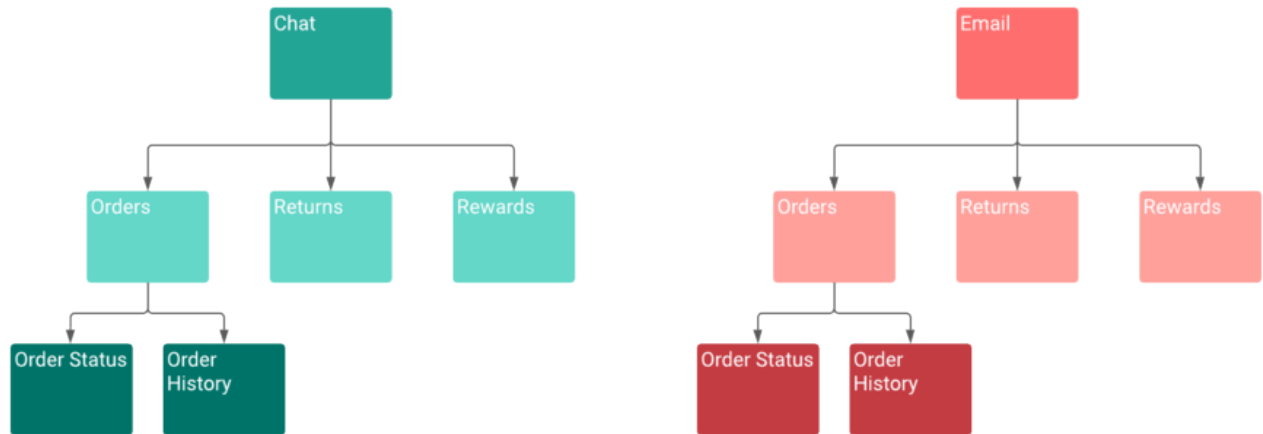 Chat
Email
Orders
Returns
Rewards
Orders
Returns
Rewards
Order Status
Order
History
Order Status
Order
History